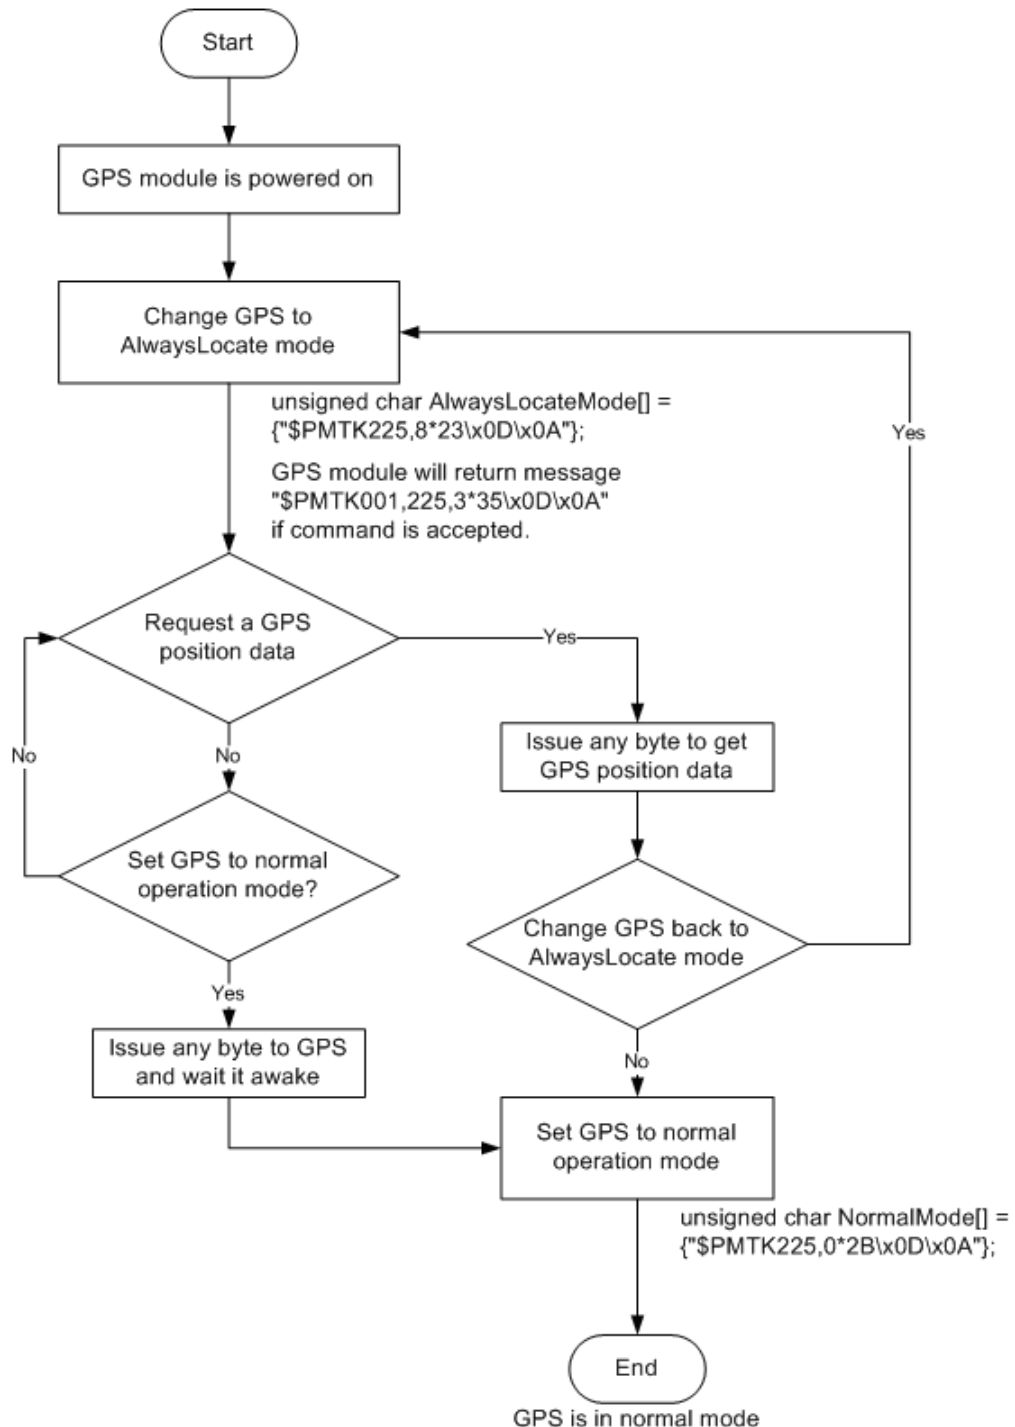 Start
GPS module is powered on
Change GPS to
AlwaysLocate mode
unsigned char AlwaysLocateMode[] =
{"$PMTK225,8*23\x0D\x0A"};
Yes
GPS module will return message
"$PMTK001,225,3*35\x0D\x0A"
if command is accepted.
Request a GPS
position data
Yes
No
No
Issue any byte to get
GPS position data
Set GPS to normal
operation mode?
Change GPS back to
AlwaysLocate mode
Yes
Issue any byte to GPS
and wait it awake
No
Set GPS to normal
operation mode
unsigned char NormalMode[] =
{"$PMTK225,0*2B\x0D\x0A"};
End
GPS is in normal mode